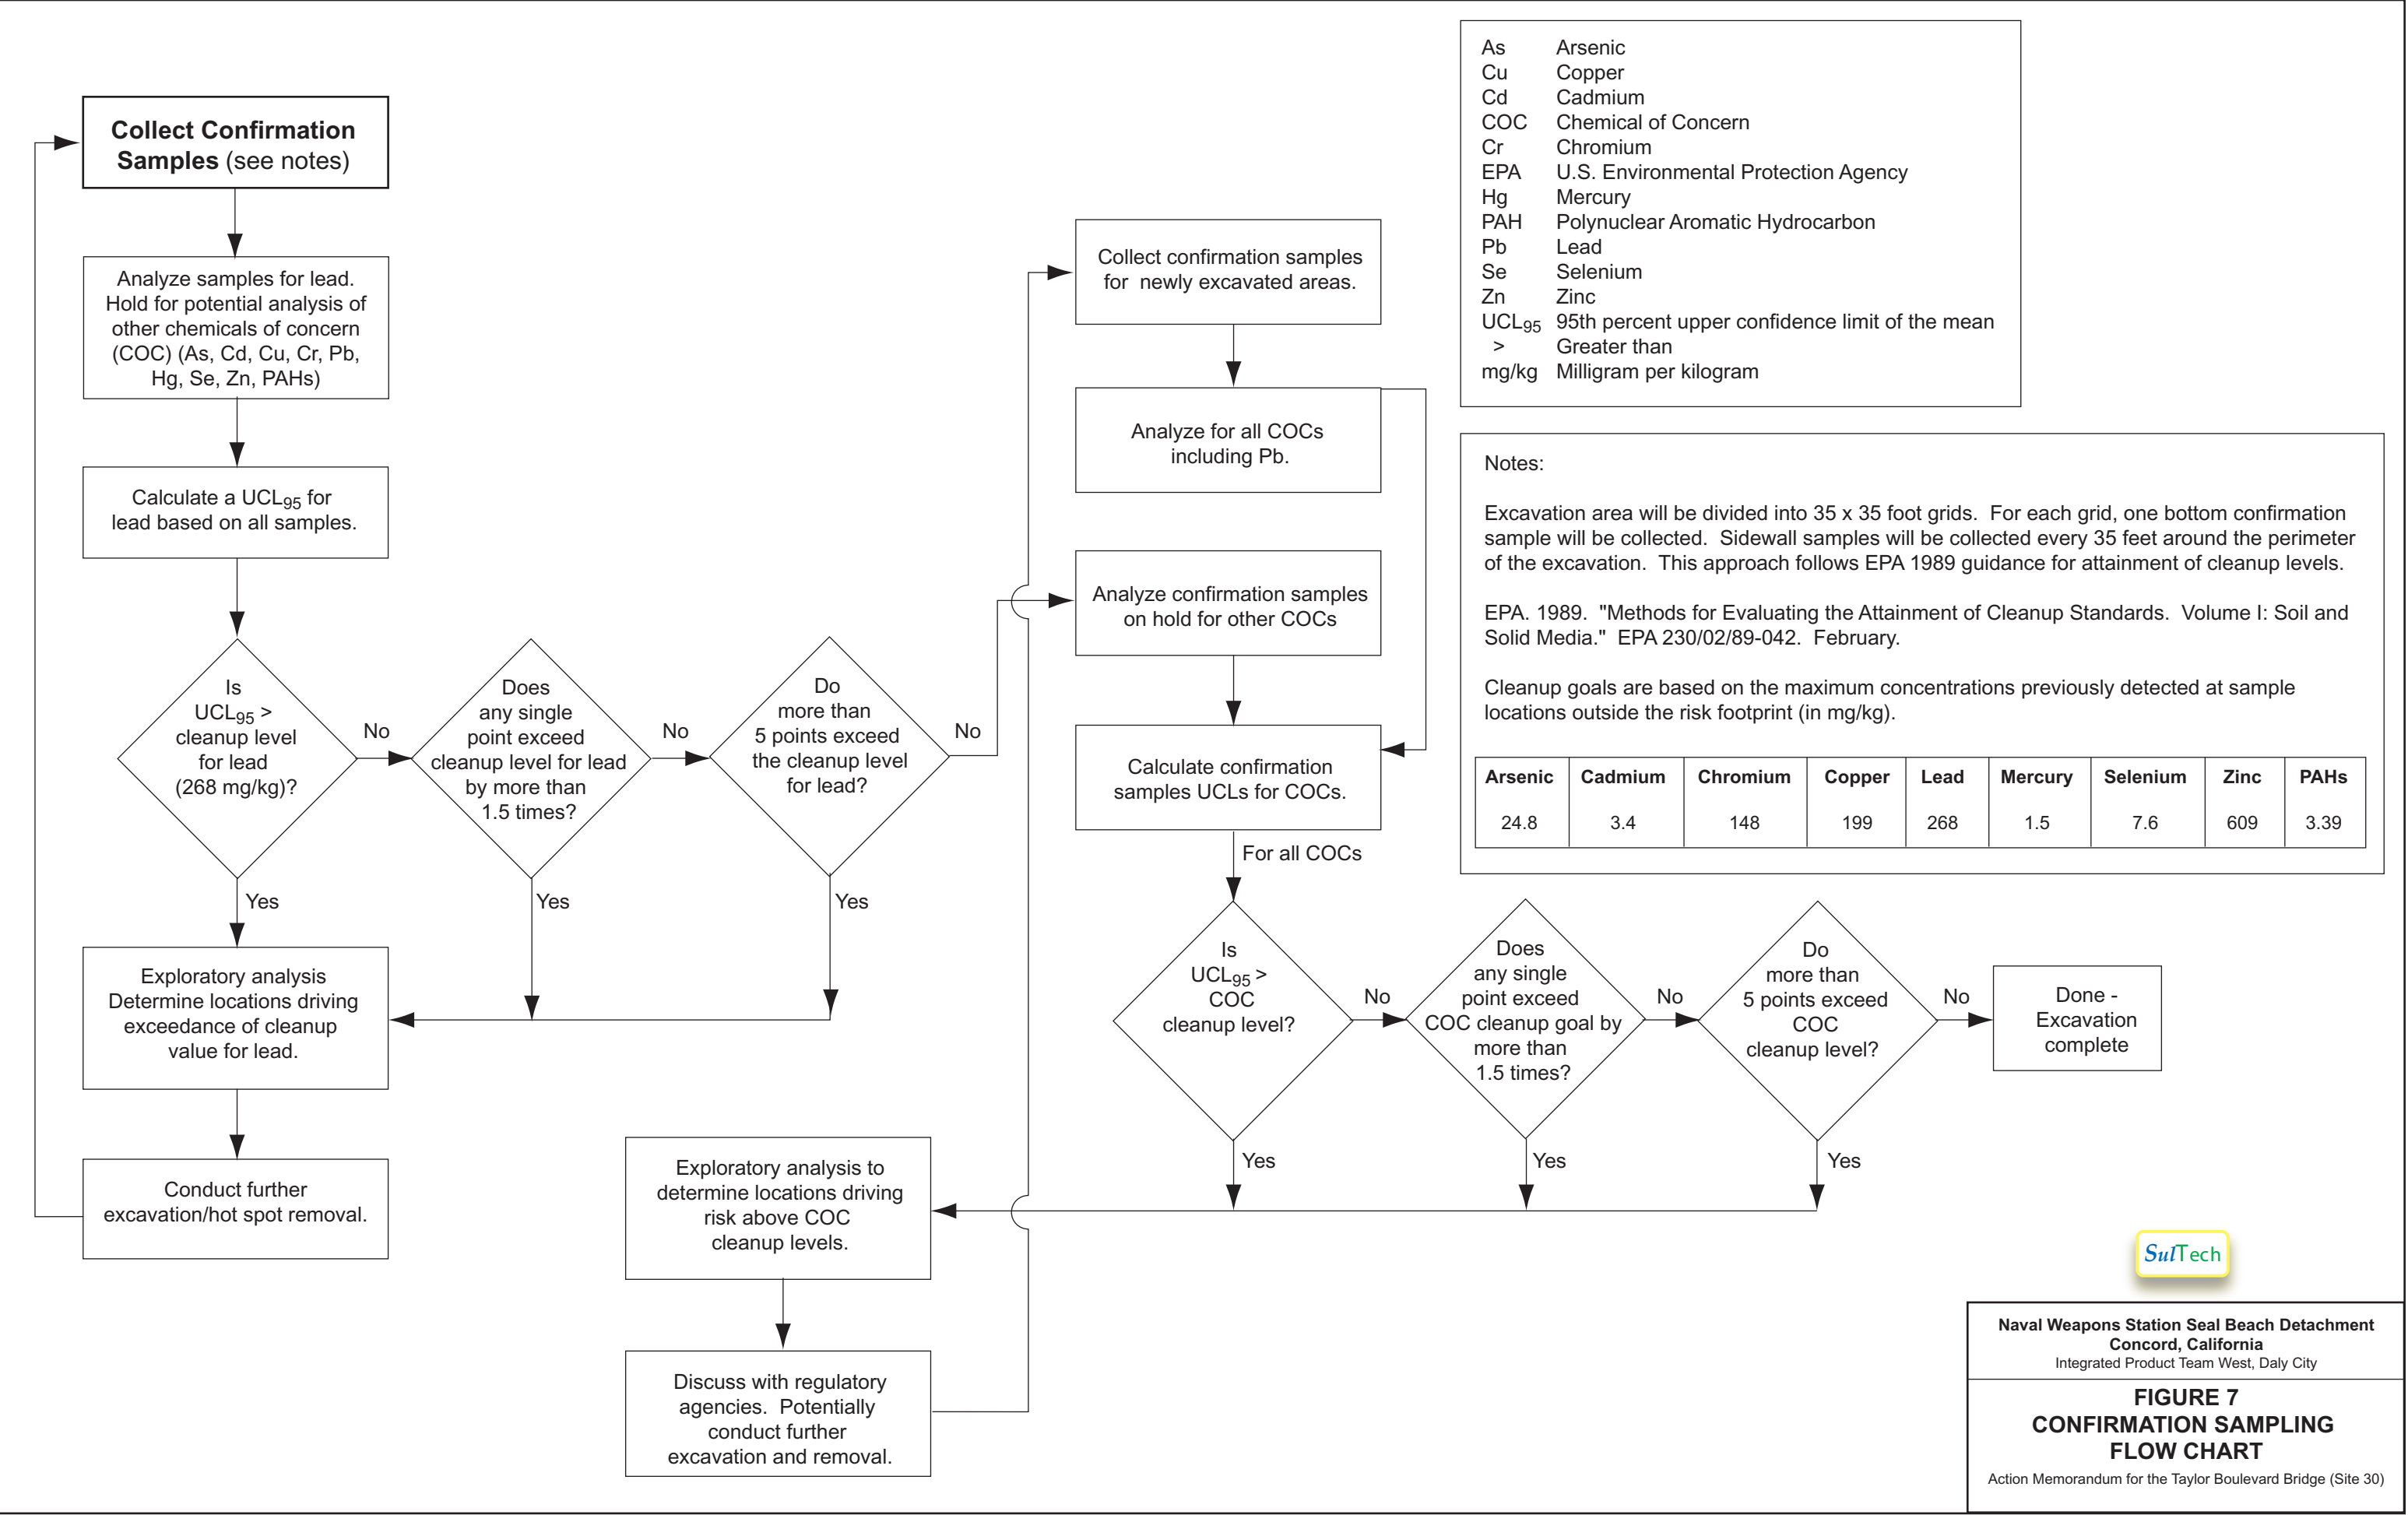 Collect Confirmation
Samples (see notes)
Analyze samples for lead.
Hold for potential analysis of
other chemicals of concern
(COC) (As, Cd, Cu, Cr, Pb,
Hg, Se, Zn, PAHs)
Calculate a UCL95 for
lead based on all samples.
Is
UCL95 >
cleanup level
for lead
(268 mg/kg)?
No
Yes
Does
any single
point exceed
cleanup level for lead
by more than
1.5 times?
No
Yes
Do
more than
5 points exceed
the cleanup level
for lead?
No
Yes
Exploratory analysis
Determine locations driving
exceedance of cleanup
value for lead.
Conduct further
excavation/hot spot removal.
Collect confirmation samples
for newly excavated areas.
Analyze for all COCs
including Pb.
Analyze confirmation samples
on hold for other COCs
Calculate confirmation
samples UCLs for COCs.
For all COCs
Is
UCL95 >
COC
cleanup level?
No
Yes
Does
any single
point exceed
COC cleanup goal by
more than
1.5 times?
No
Yes
Do
more than
5 points exceed
COC
cleanup level?
No
Yes
Done -
Excavation
complete
Exploratory analysis to
determine locations driving
risk above COC
cleanup levels.
Discuss with regulatory
agencies. Potentially
conduct further
excavation and removal.
As Arsenic
Cu Copper
Cd Cadmium
COC Chemical of Concern
Cr Chromium
EPA U.S. Environmental Protection Agency
Hg Mercury
PAH Polynuclear Aromatic Hydrocarbon
Pb Lead
Se Selenium
Zn Zinc
UCL95 95th percent upper confidence limit of the mean
> Greater than
mg/kg Milligram per kilogram
Notes:
Excavation area will be divided into 35 x 35 foot grids. For each grid, one bottom confirmation
sample will be collected. Sidewall samples will be collected every 35 feet around the perimeter
of the excavation. This approach follows EPA 1989 guidance for attainment of cleanup levels.
EPA. 1989. "Methods for Evaluating the Attainment of Cleanup Standards. Volume I: Soil and
Solid Media." EPA 230/02/89-042. February.
Cleanup goals are based on the maximum concentrations previously detected at sample
locations outside the risk footprint (in mg/kg).
Arsenic Cadmium Chromium Copper Lead Mercury Selenium Zinc PAHs
24.8 3.4 148 199 268 1.5 7.6 609 3.39
SulTech
Naval Weapons Station Seal Beach Detachment
Concord, California
Integrated Product Team West, Daly City
FIGURE 7
CONFIRMATION SAMPLING
FLOW CHART
Action Memorandum for the Taylor Boulevard Bridge (Site 30)